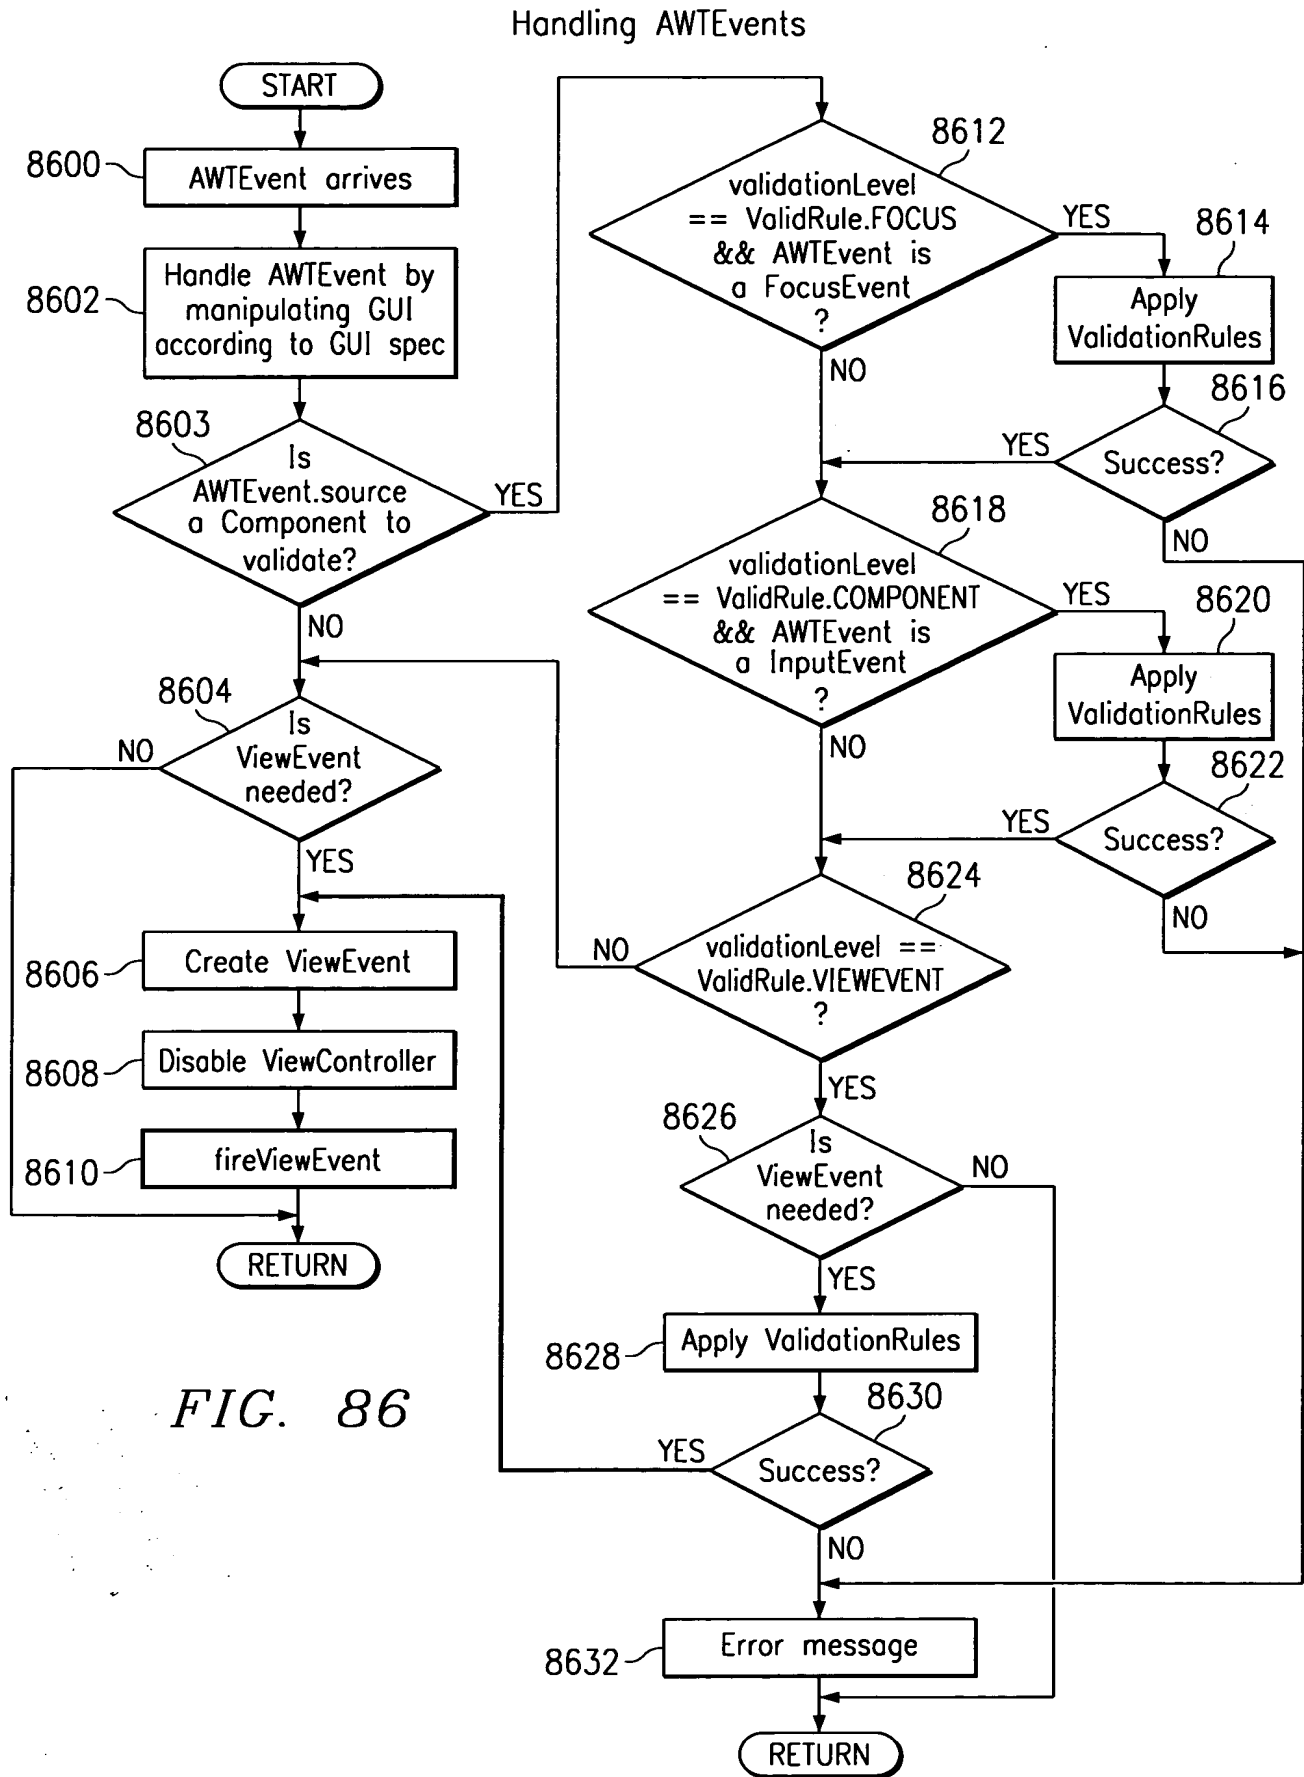 Handling AWTEvents
START
8600
AWTEvent arrives
8602
Handle AWTEvent by
manipulating GUI
according to GUI spec
8603
Is
AWTEvent.source
a Component to
validate?
YES
NO
8604
Is
ViewEvent
needed?
NO
YES
8606
Create ViewEvent
8608
Disable ViewController
8610
fireViewEvent
RETURN
8612
validationLevel
== ValidRule.FOCUS
&& AWTEvent is
a FocusEvent
?
YES
NO
8614
Apply
ValidationRules
8616
Success?
YES
NO
8618
validationLevel
== ValidRule.COMPONENT
&& AWTEvent is
a InputEvent
?
YES
NO
8620
Apply
ValidationRules
8622
Success?
YES
NO
8624
validationLevel ==
ValidRule.VIEWEVENT
?
NO
YES
8626
Is
ViewEvent
needed?
NO
YES
8628
Apply ValidationRules
8630
Success?
YES
NO
8632
Error message
RETURN
FIG. 86